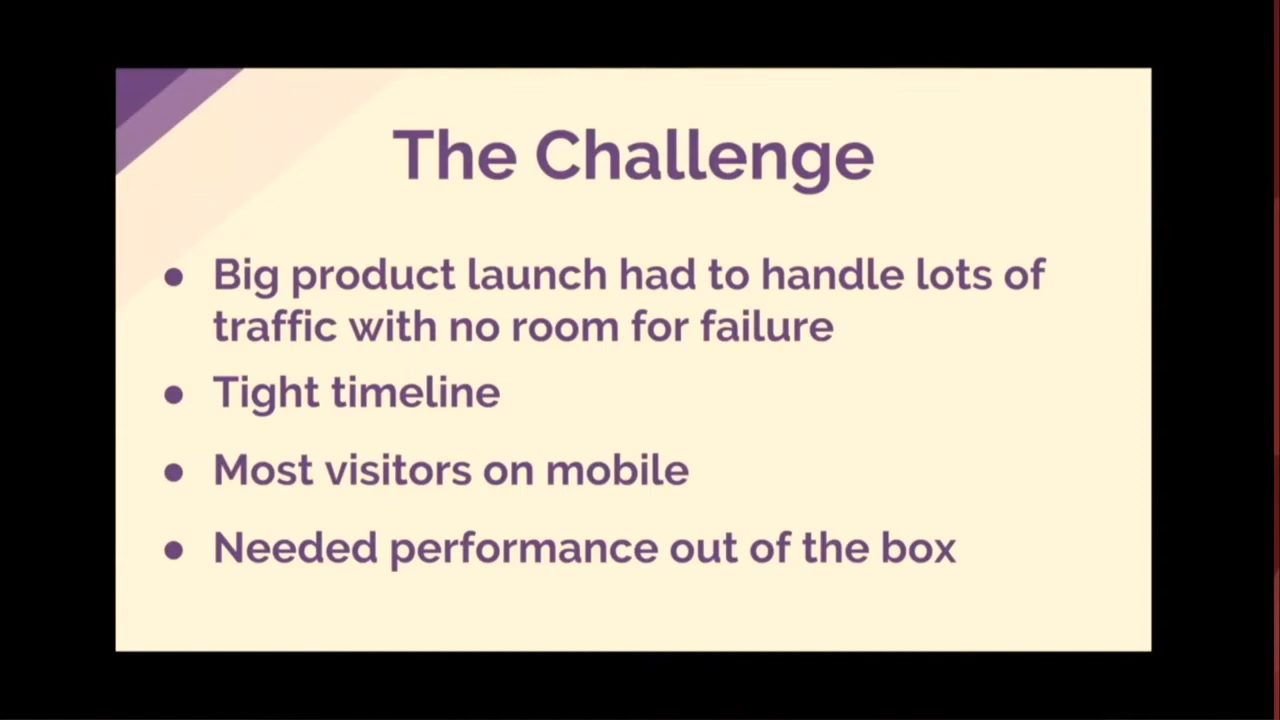 The Challenge
● Big product launch had to handle lots of
traffic with no room for failure
● Tight timeline
● Most visitors on mobile
● Needed performance out of the box